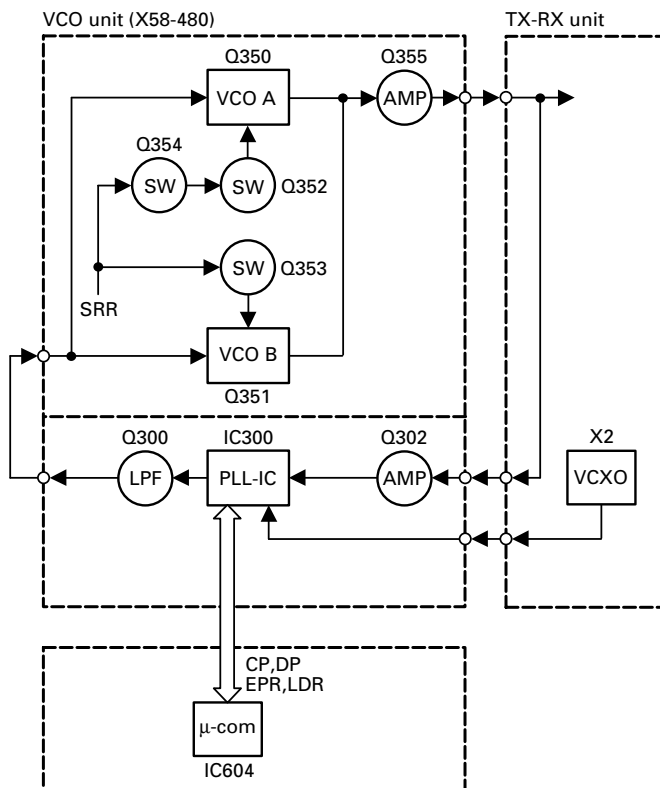 VCO unit (X58-480)
TX-RX unit
Q350
VCO A
Q355
AMP
Q354
SW
SW
Q352
SW
Q353
SRR
VCO B
Q351
Q300
LPF
IC300
PLL-IC
Q302
AMP
X2
VCXO
CP,DP
EPR,LDR
μ-com
IC604